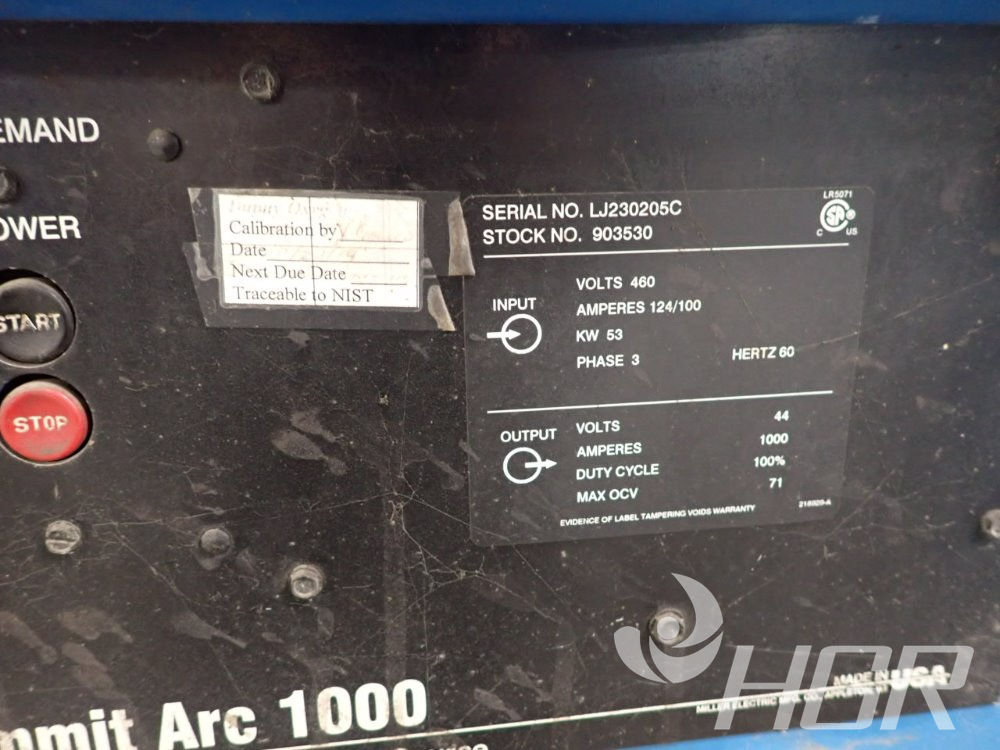 EMAND
OWER
START
STOP
Calibration by
Date
Next Due Date
Traceable to NIST
SERIAL NO. LJ230205C
STOCK NO. 903530
LR5071
C US
INPUT
VOLTS 460
AMPERES 124/100
KW 53
PHASE 3 HERTZ 60
OUTPUT
VOLTS 44
AMPERES 1000
DUTY CYCLE 100%
MAX OCV 71
EVIDENCE OF LABEL TAMPERING VOIDS WARRANTY
mmit Arc 1000
MADE IN USA
MILLER ELECTRIC MFG. CO. APPLETON, WI
HGR